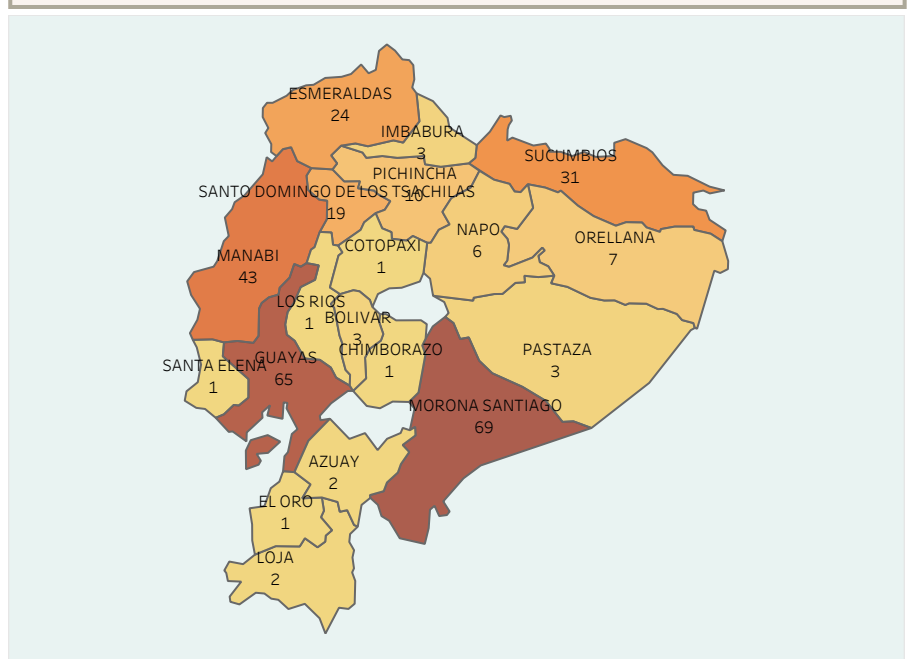 ESMERALDAS
24
IMBABURA
3
SUCUMBIOS
31
PICHINCHA
10
SANTO DOMINGO DE LOS TSACHILAS
19
NAPO
6
ORELLANA
7
COTOPAXI
1
MANABI
43
LOS RIOS
1
BOLIVAR
3
CHIMBORAZO
1
PASTAZA
3
SANTA ELENA
1
GUAYAS
65
MORONA SANTIAGO
69
AZUAY
2
EL ORO
1
LOJA
2